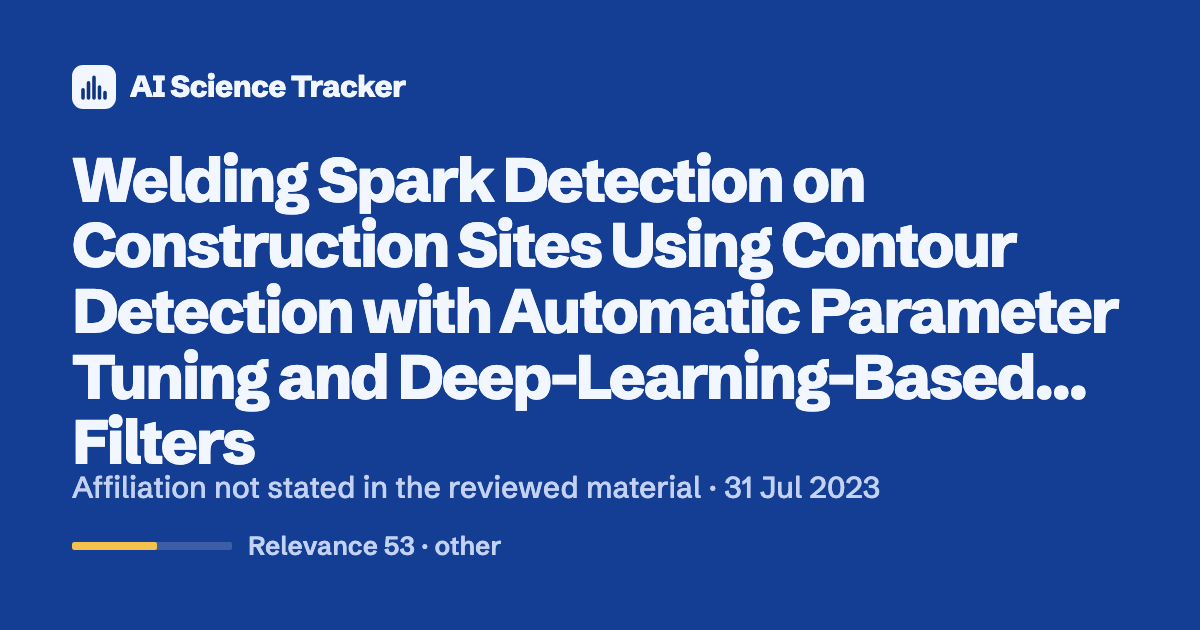 AI Science Tracker
Welding Spark Detection on
Construction Sites Using Contour
Detection with Automatic Parameter
Tuning and Deep-Learning-Based...
Filters
Affiliation not stated in the reviewed material · 31 Jul 2023
Relevance 53 · other